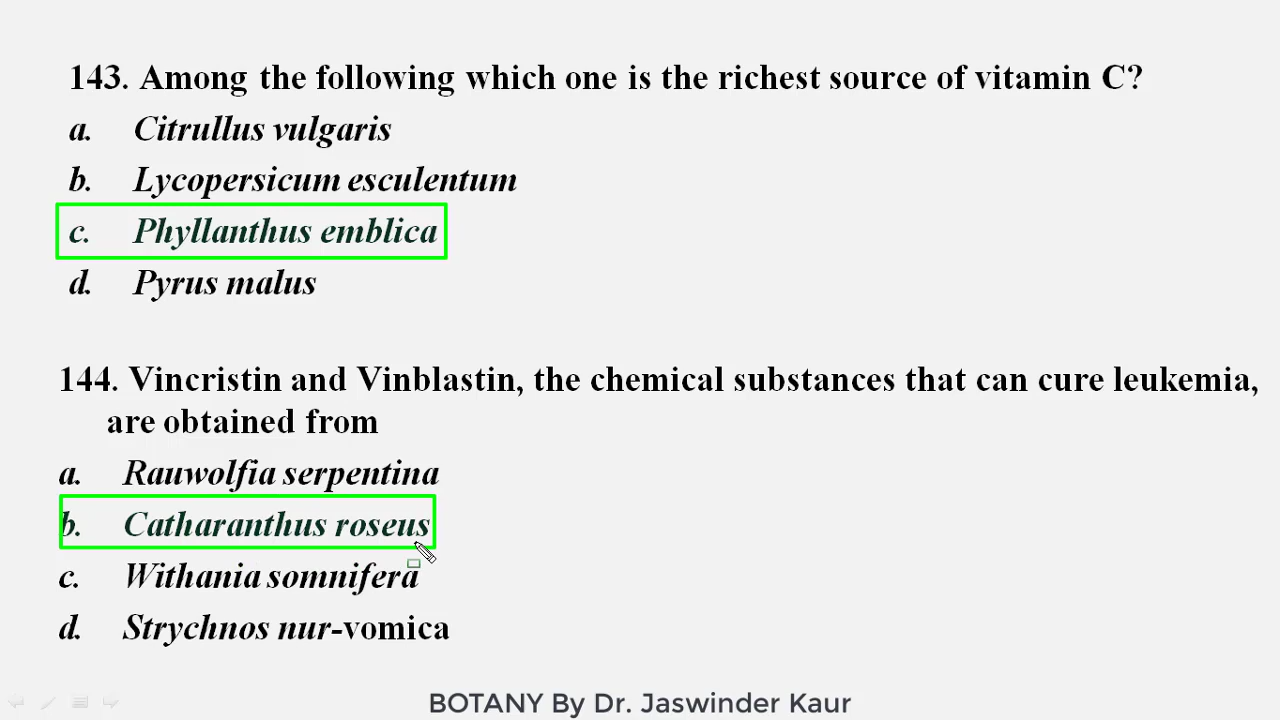 143. Among the following which one is the richest source of vitamin C?
a. Citrullus vulgaris
b. Lycopersicum esculentum
c. Phyllanthus emblica
d. Pyrus malus
144. Vincristin and Vinblastin, the chemical substances that can cure leukemia,
are obtained from
a. Rauwolfia serpentina
b. Catharanthus roseus
c. Withania somnifera
d. Strychnos nur-vomica
BOTANY By Dr. Jaswinder Kaur